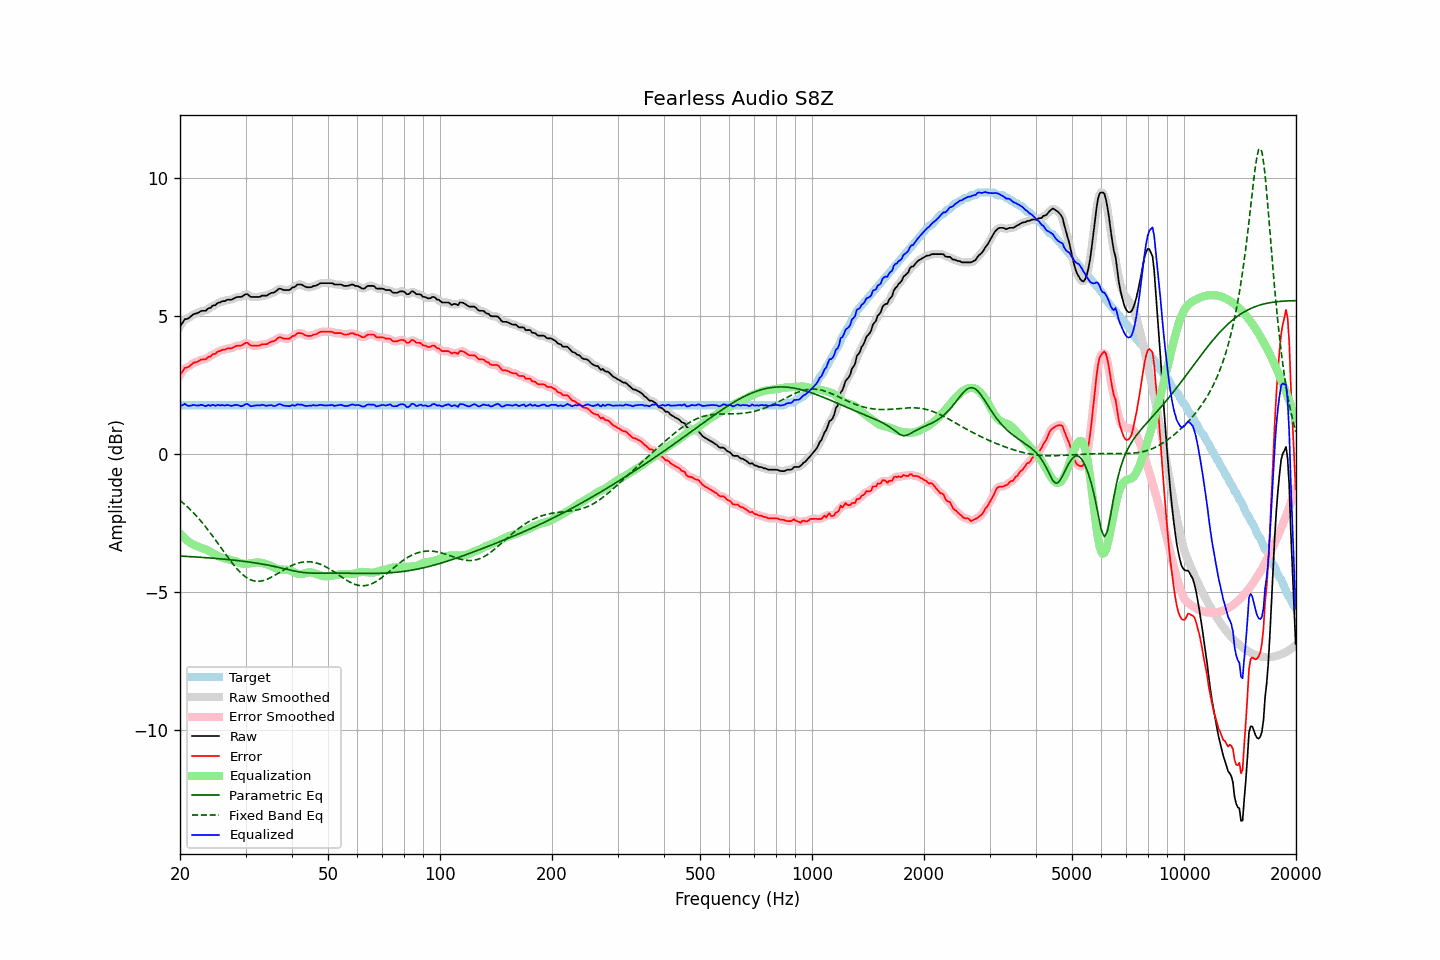 Fearless Audio S8Z
Amplitude (dBr)
10
5
0
−5
−10
Target
Raw Smoothed
Error Smoothed
Raw
Error
Equalization
Parametric Eq
Fixed Band Eq
Equalized
20 50 100 200 500 1000 2000 5000 10000 20000
Frequency (Hz)